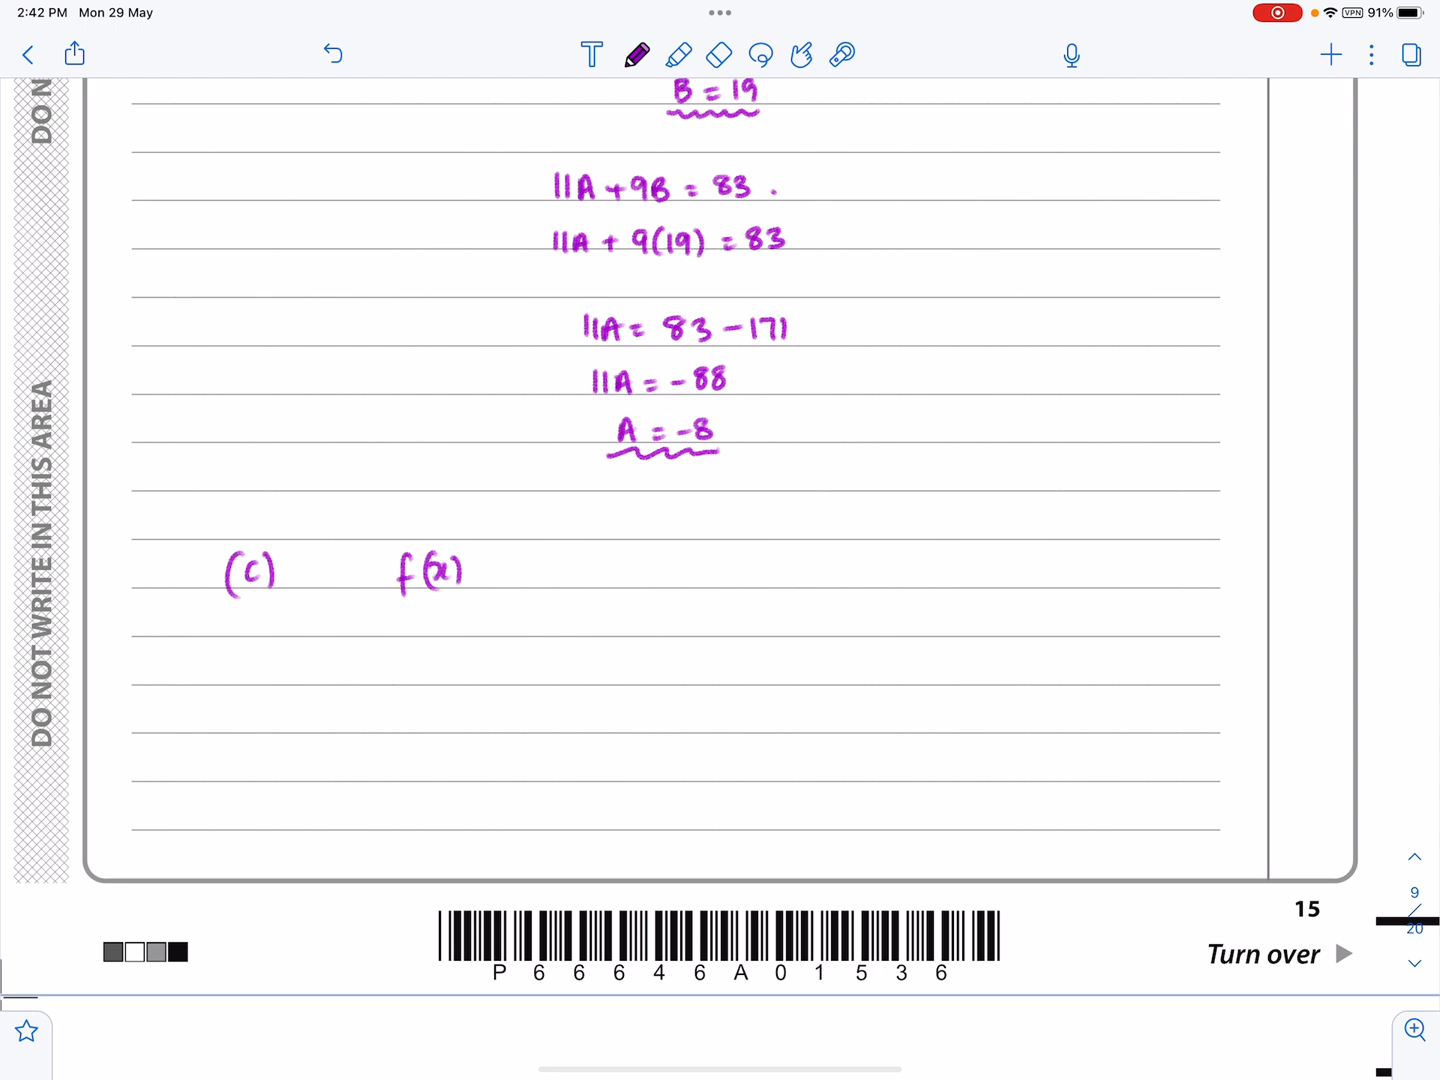 2:42 PM Mon 29 May
VPN 91%
T
DO N
B = 19
11A + 9B = 83 .
11A + 9(19) = 83
11A = 83 - 171
11A = -88
A = -8
DO NOT WRITE IN THIS AREA
(c) f(x)
9
/
20
15
P 6 6 6 4 6 A 0 1 5 3 6
Turn over